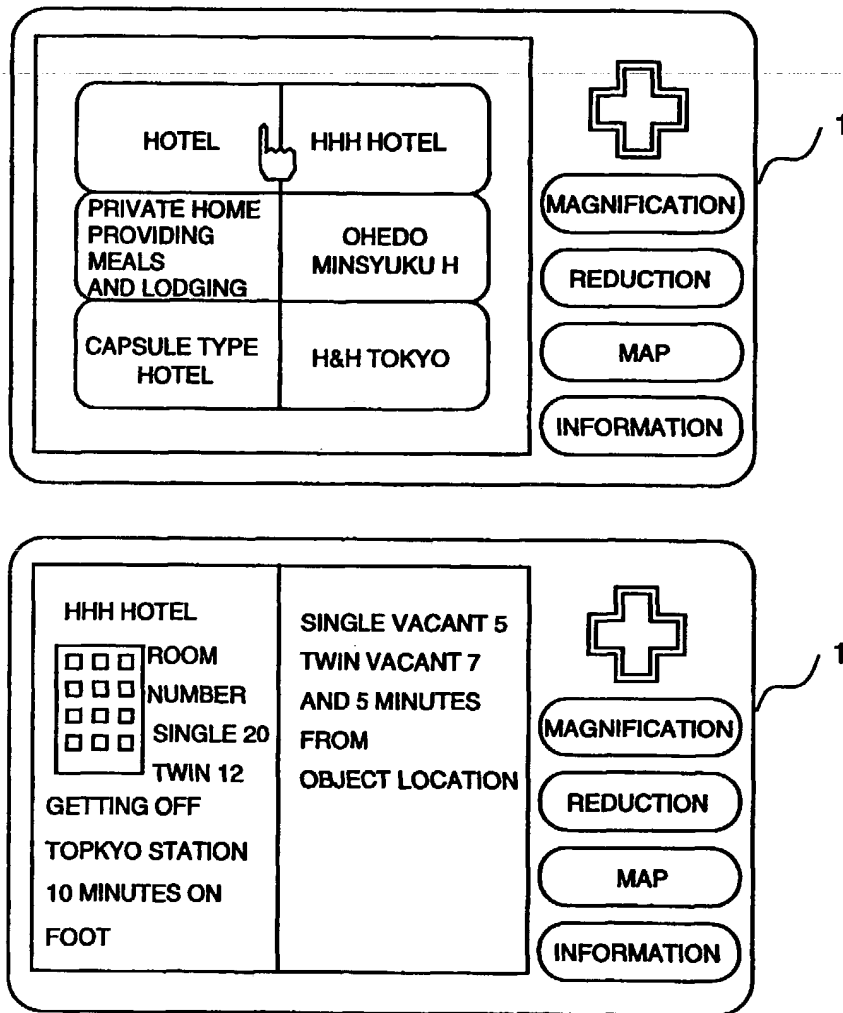 HOTEL
HHH HOTEL
PRIVATE HOME
PROVIDING
MEALS
AND LODGING
OHEDO
MINSYUKU H
CAPSULE TYPE
HOTEL
H&H TOKYO
MAGNIFICATION
REDUCTION
MAP
INFORMATION
1
HHH HOTEL
ROOM
NUMBER
SINGLE 20
TWIN 12
GETTING OFF
TOPKYO STATION
10 MINUTES ON
FOOT
SINGLE VACANT 5
TWIN VACANT 7
AND 5 MINUTES
FROM
OBJECT LOCATION
MAGNIFICATION
REDUCTION
MAP
INFORMATION
1